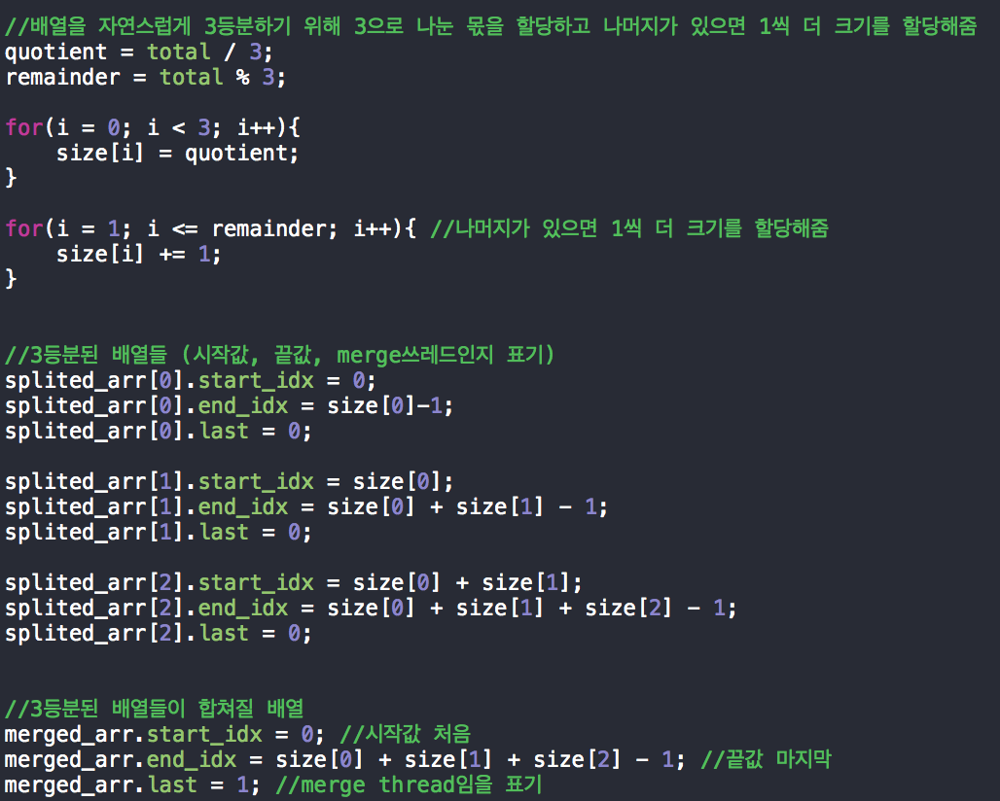 //배열을 자연스럽게 3등분하기 위해 3으로 나눈 몫을 할당하고 나머지가 있으면 1씩 더 크기를 할당해줌
quotient = total / 3;
remainder = total % 3;
for(i = 0; i < 3; i++){
size[i] = quotient;
}
for(i = 1; i <= remainder; i++){ //나머지가 있으면 1씩 더 크기를 할당해줌
size[i] += 1;
}
//3등분된 배열들 (시작값, 끝값, merge쓰레드인지 표기)
splited_arr[0].start_idx = 0;
splited_arr[0].end_idx = size[0]-1;
splited_arr[0].last = 0;
splited_arr[1].start_idx = size[0];
splited_arr[1].end_idx = size[0] + size[1] - 1;
splited_arr[1].last = 0;
splited_arr[2].start_idx = size[0] + size[1];
splited_arr[2].end_idx = size[0] + size[1] + size[2] - 1;
splited_arr[2].last = 0;
//3등분된 배열들이 합쳐질 배열
merged_arr.start_idx = 0; //시작값 처음
merged_arr.end_idx = size[0] + size[1] + size[2] - 1; //끝값 마지막
merged_arr.last = 1; //merge thread임을 표기